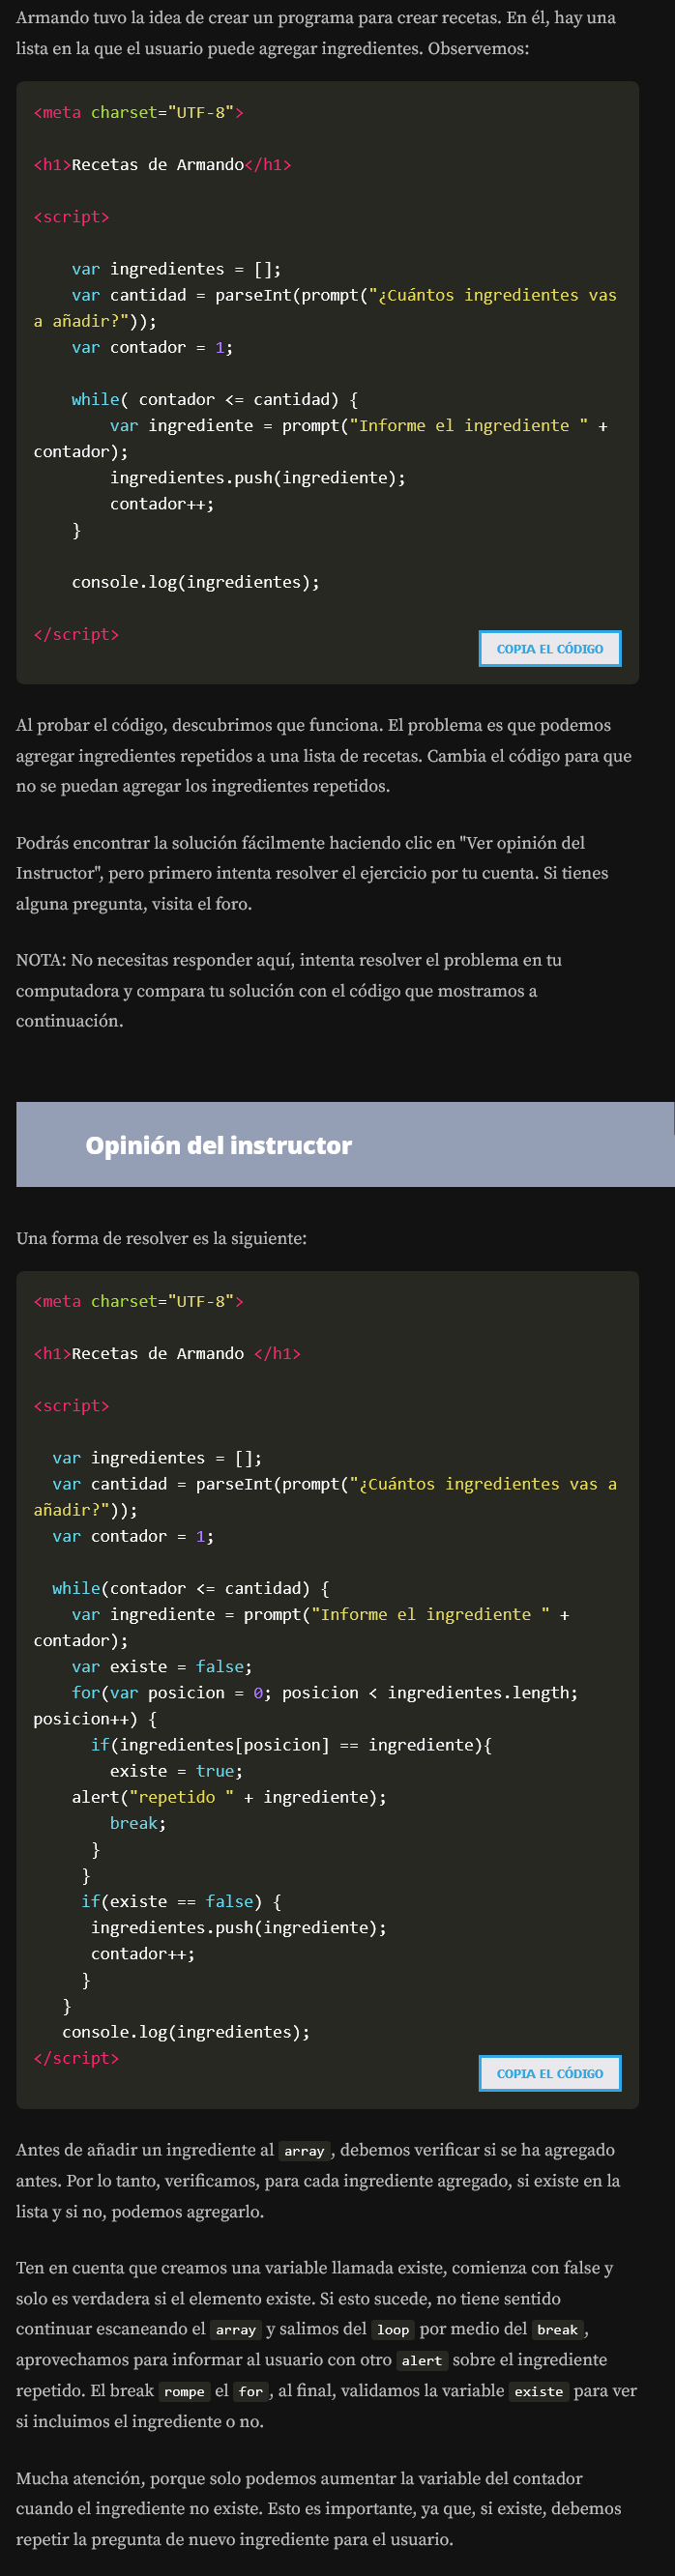 Armando tuvo la idea de crear un programa para crear recetas. En él, hay una
lista en la que el usuario puede agregar ingredientes. Observemos:
<meta charset="UTF-8">
<h1>Recetas de Armando</h1>
<script>
var ingredientes = [];
var cantidad = parseInt(prompt("¿Cuántos ingredientes vas
a añadir?"));
var contador = 1;
while( contador <= cantidad) {
var ingrediente = prompt("Informe el ingrediente " +
contador);
ingredientes.push(ingrediente);
contador++;
}
console.log(ingredientes);
</script>
COPIA EL CÓDIGO
Al probar el código, descubrimos que funciona. El problema es que podemos
agregar ingredientes repetidos a una lista de recetas. Cambia el código para que
no se puedan agregar los ingredientes repetidos.
Podrás encontrar la solución fácilmente haciendo clic en "Ver opinión del
Instructor", pero primero intenta resolver el ejercicio por tu cuenta. Si tienes
alguna pregunta, visita el foro.
NOTA: No necesitas responder aquí, intenta resolver el problema en tu
computadora y compara tu solución con el código que mostramos a
continuación.
Opinión del instructor
Una forma de resolver es la siguiente:
<meta charset="UTF-8">
<h1>Recetas de Armando </h1>
<script>
var ingredientes = [];
var cantidad = parseInt(prompt("¿Cuántos ingredientes vas a
añadir?"));
var contador = 1;
while(contador <= cantidad) {
var ingrediente = prompt("Informe el ingrediente " +
contador);
var existe = false;
for(var posicion = 0; posicion < ingredientes.length;
posicion++) {
if(ingredientes[posicion] == ingrediente){
existe = true;
alert("repetido " + ingrediente);
break;
}
}
if(existe == false) {
ingredientes.push(ingrediente);
contador++;
}
}
console.log(ingredientes);
</script>
COPIA EL CÓDIGO
Antes de añadir un ingrediente al array, debemos verificar si se ha agregado
antes. Por lo tanto, verificamos, para cada ingrediente agregado, si existe en la
lista y si no, podemos agregarlo.
Ten en cuenta que creamos una variable llamada existe, comienza con false y
solo es verdadera si el elemento existe. Si esto sucede, no tiene sentido
continuar escaneando el array y salimos del loop por medio del break,
aprovechamos para informar al usuario con otro alert sobre el ingrediente
repetido. El break rompe el for, al final, validamos la variable existe para ver
si incluimos el ingrediente o no.
Mucha atención, porque solo podemos aumentar la variable del contador
cuando el ingrediente no existe. Esto es importante, ya que, si existe, debemos
repetir la pregunta de nuevo ingrediente para el usuario.